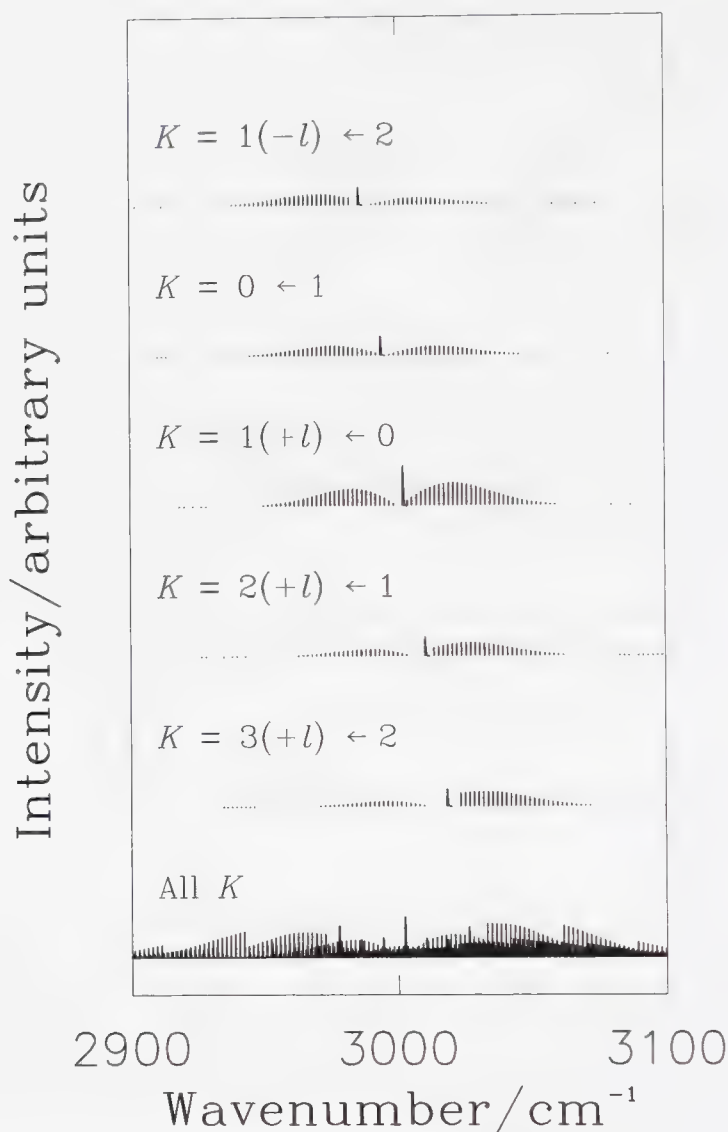 K = 1(−l) ← 2
K = 0 ← 1
K = 1(+l) ← 0
K = 2(+l) ← 1
K = 3(+l) ← 2
All K
Intensity/arbitrary units
2900 3000 3100
Wavenumber/cm⁻¹